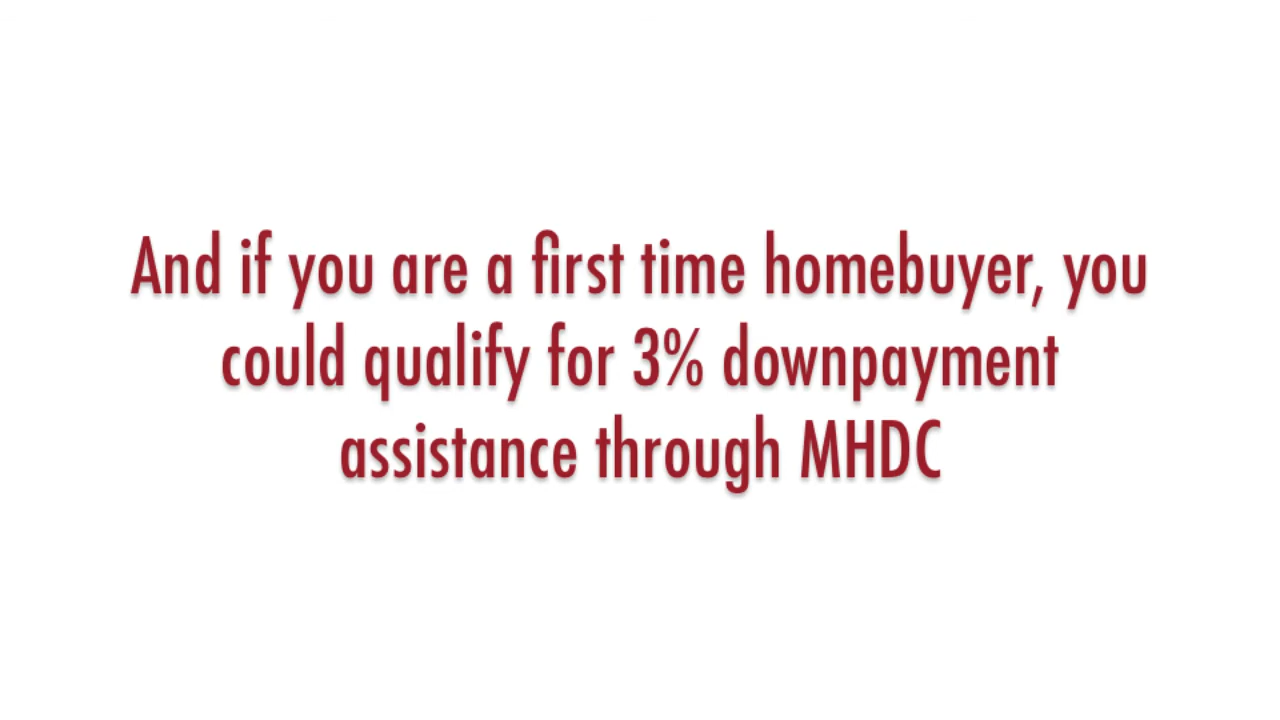 And if you are a first time homebuyer, you
could qualify for 3% downpayment
assistance through MHDC